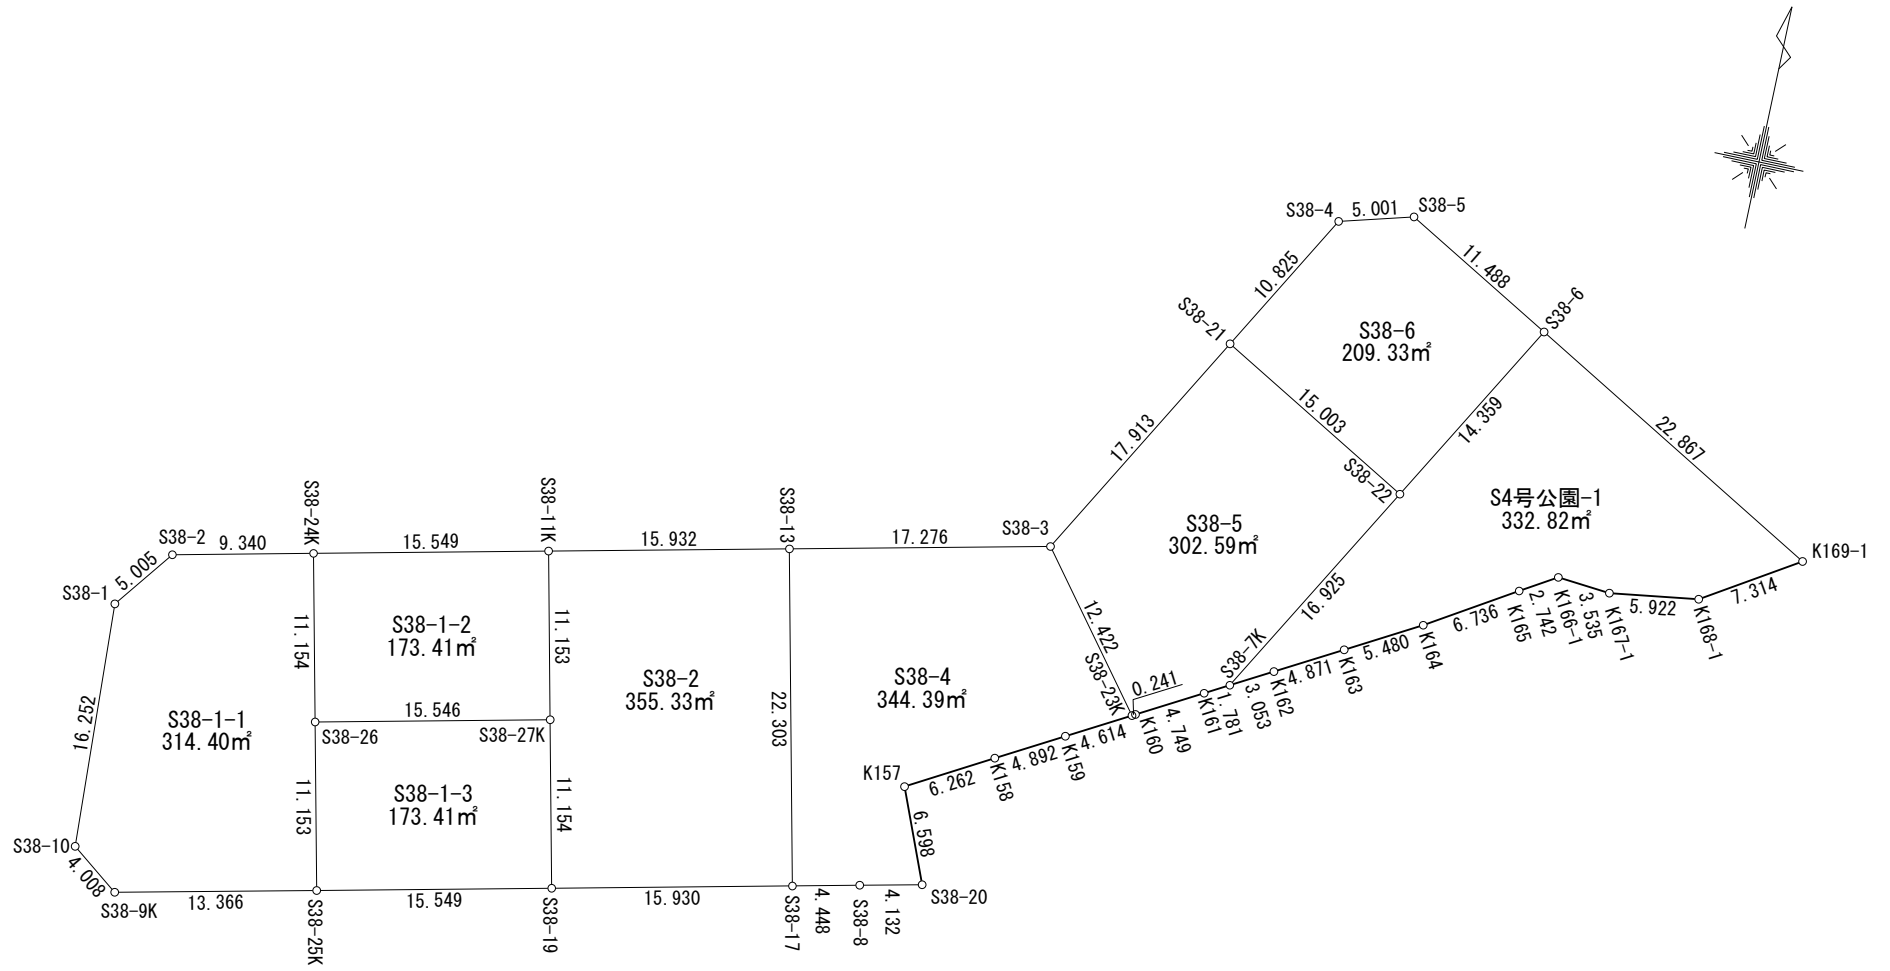 S38-4
5.001
S38-5
10.825
11.488
S38-21
S38-6
S38-6
209.33㎡
15.003
14.359
17.913
22.867
S38-22
S4号公園-1
332.82㎡
S38-5
302.59㎡
K169-1
S38-24K
S38-11K
S38-13
S38-3
S38-2
9.340
15.549
15.932
17.276
5.005
S38-1
11.154
S38-1-2
173.41㎡
11.153
12.422
16.925
7.314
5.922
K168-1
3.535
K167-1
K166-1
2.742
K165
6.736
K164
5.480
K163
4.871
K162
3.053
S38-7K
1.781
K161
4.749
K160
0.241
S38-23K
4.614
K159
4.892
K158
6.262
K157
6.598
S38-2
355.33㎡
22.303
S38-4
344.39㎡
16.252
S38-1-1
314.40㎡
15.546
S38-26
S38-27K
11.153
S38-1-3
173.41㎡
11.154
S38-10
4.008
S38-9K
13.366
S38-25K
15.549
S38-19
15.930
S38-17
4.448
S38-8
4.132
S38-20